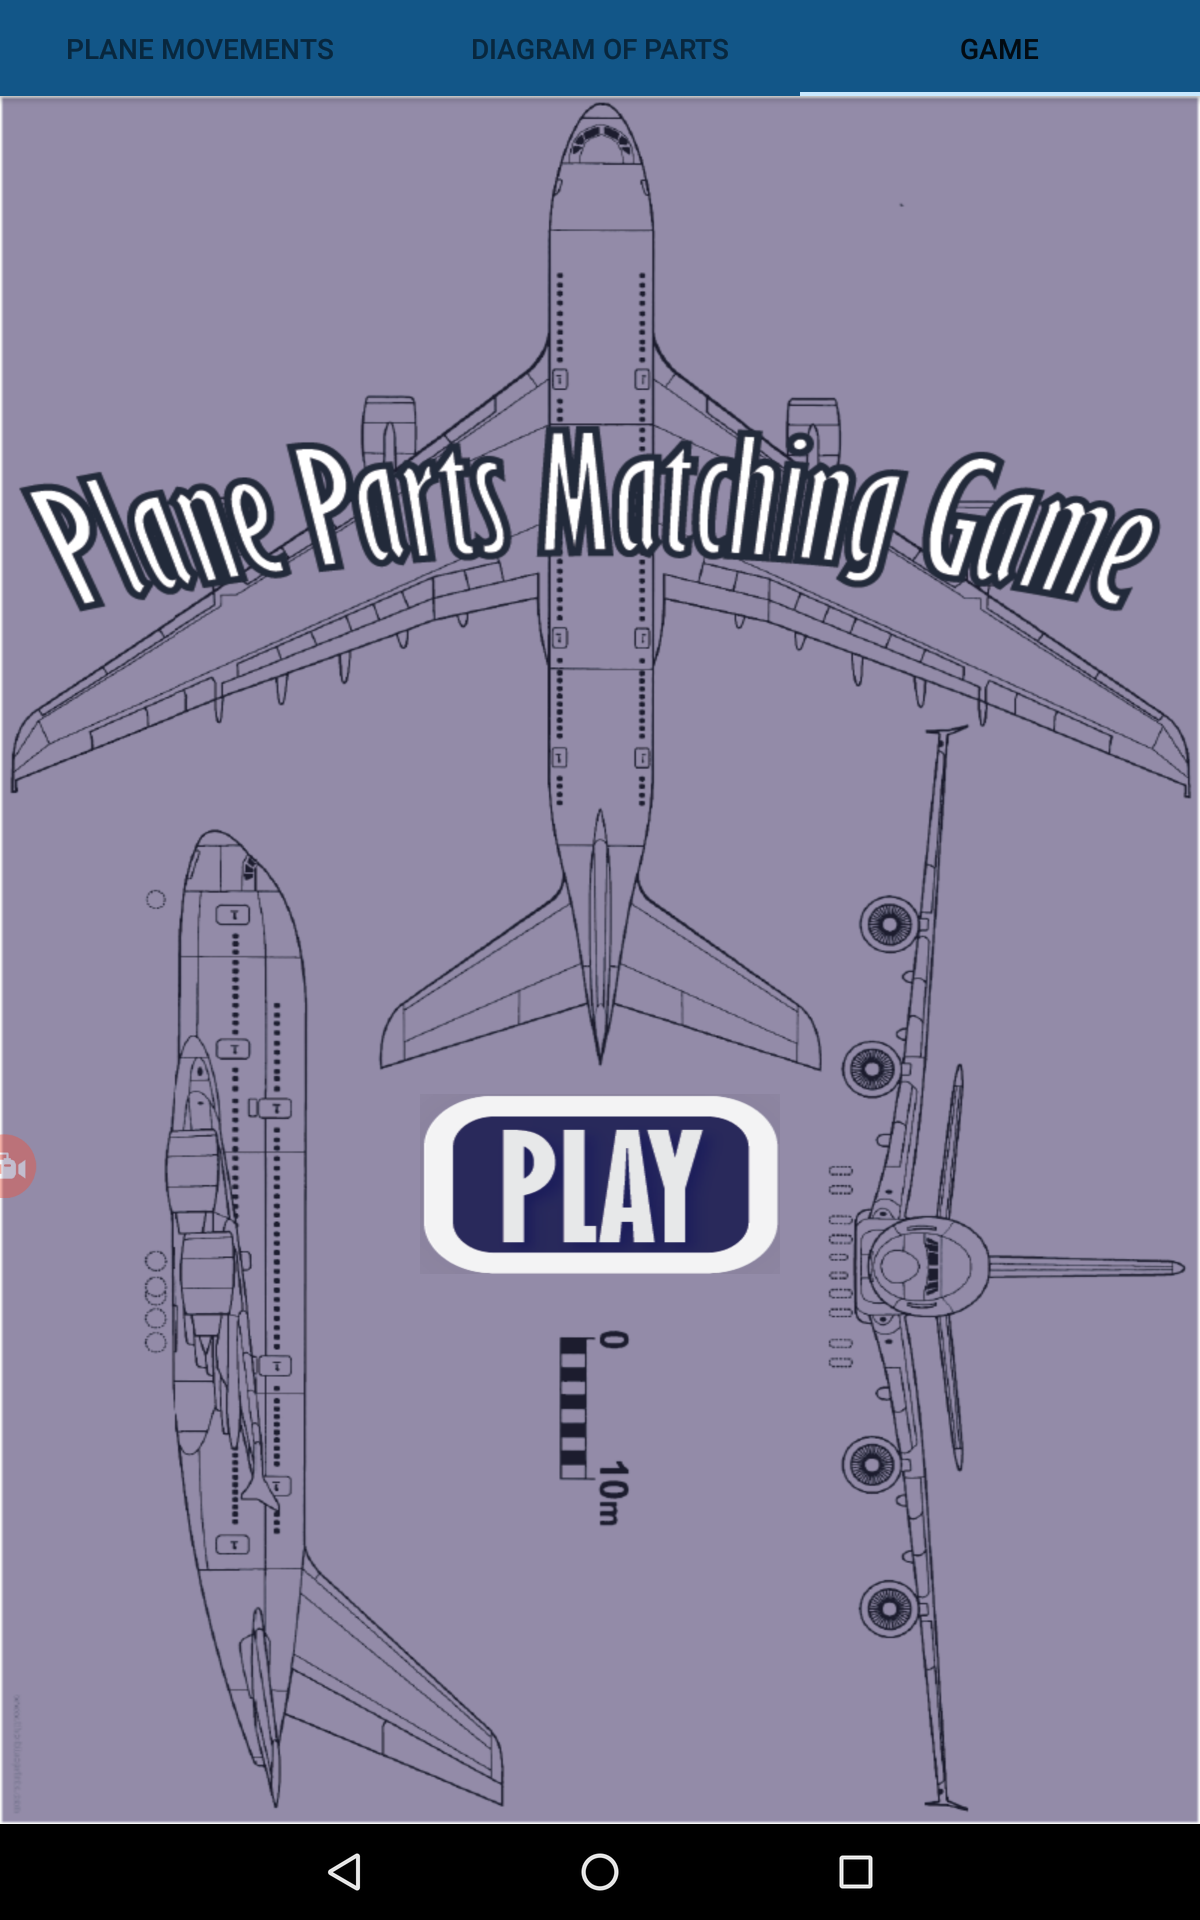 PLANE MOVEMENTS
DIAGRAM OF PARTS
GAME
Plane Parts Matching Game
PLAY
0
10m